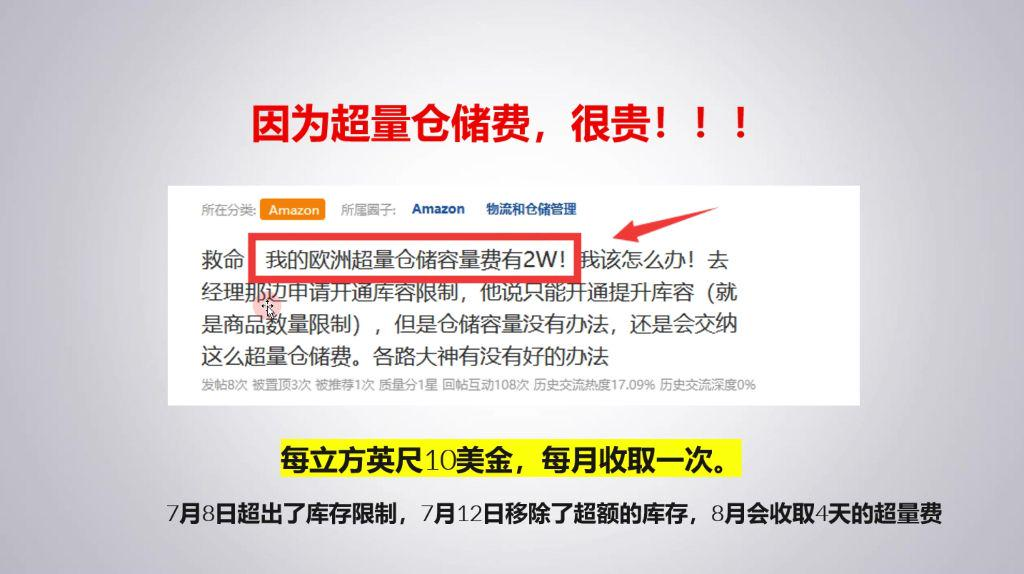 因为超量仓储费，很贵！！！
所在分类: Amazon 所属圈子: Amazon 物流和仓储管理
救命 我的欧洲超量仓储容量费有2W！我该怎么办！去
经理那边申请开通库容限制，他说只能开通提升库容（就
是商品数量限制），但是仓储容量没有办法，还是会交纳
这么超量仓储费。各路大神有没有好的办法
发帖8次 被置顶3次 被推荐1次 质量分1星 回帖互动108次 历史交流热度17.09% 历史交流深度0%
每立方英尺10美金，每月收取一次。
7月8日超出了库存限制，7月12日移除了超额的库存，8月会收取4天的超量费